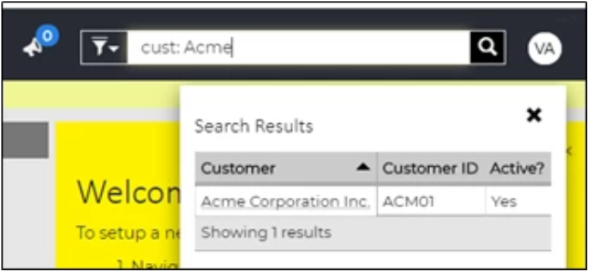 0
cust: Acme
VA
Search Results
Customer Customer ID Active?
Acme Corporation Inc. ACM01 Yes
Showing 1 results
Welcon
To setup a ne
1. Navig